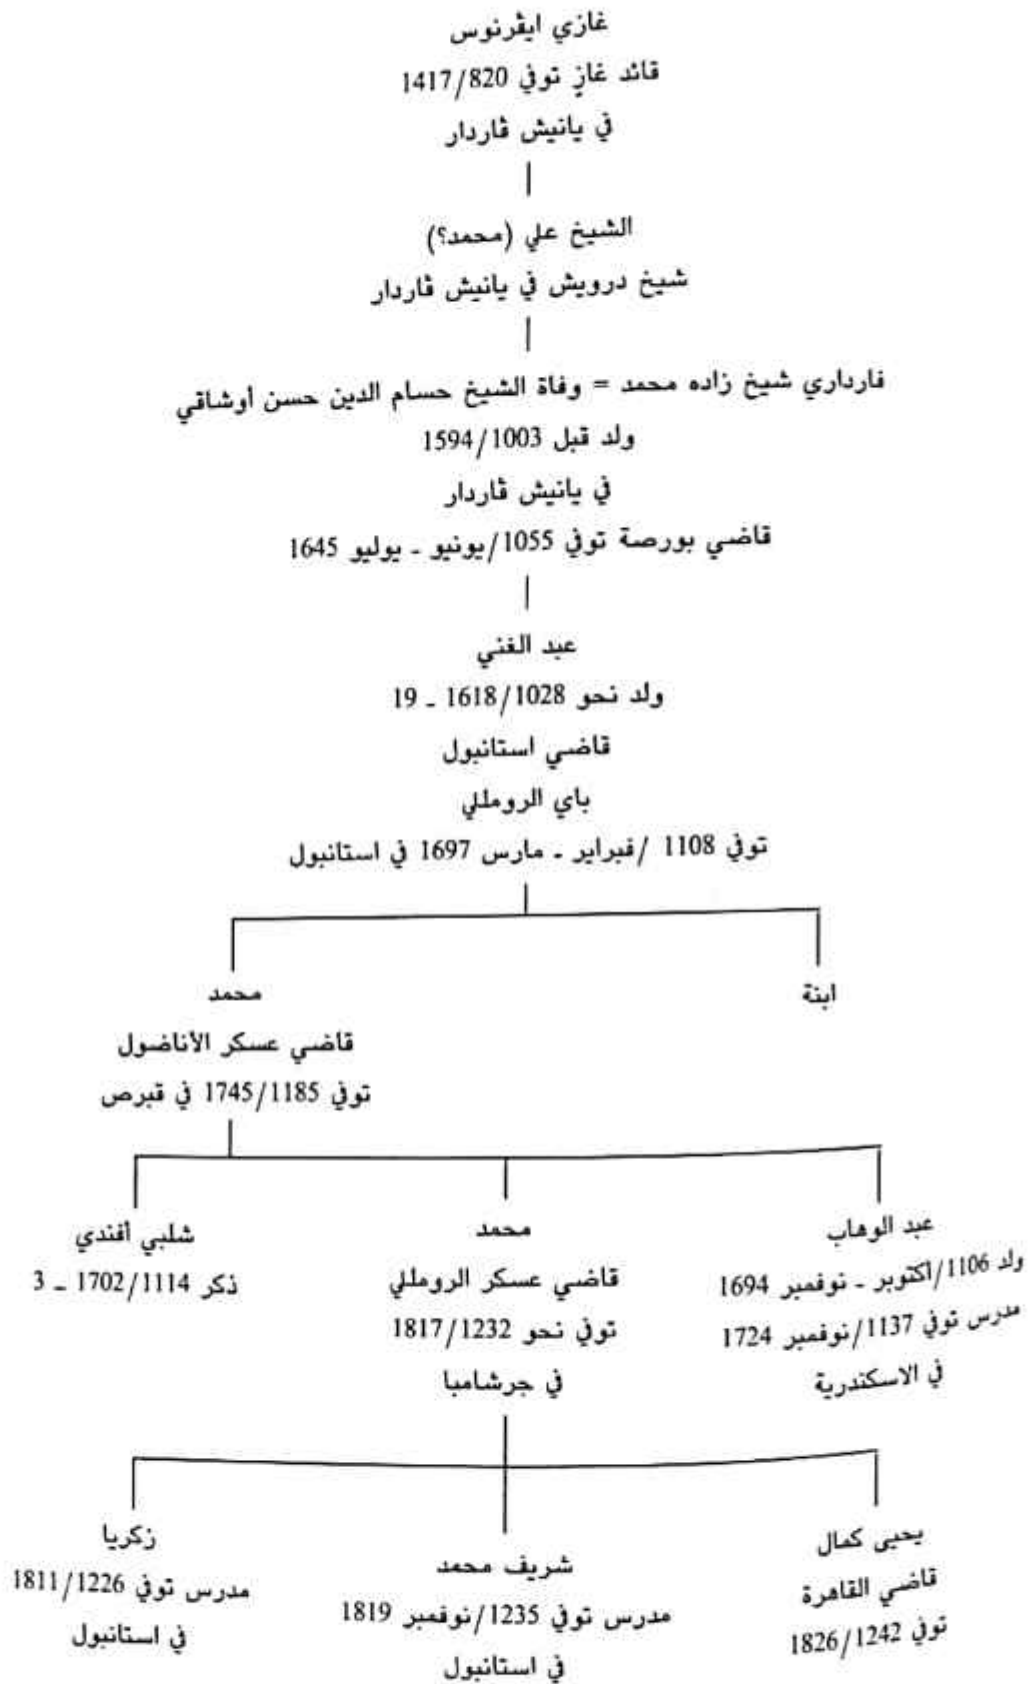 غازي ايڤرنوس
قائد غازٍ توفي 1417/820
في يانيش ڤاردار
الشيخ علي (محمد؟)
شيخ درويش في يانيش ڤاردار
فارداري شيخ زاده محمد = وفاة الشيخ حسام الدين حسن أوشاقي
ولد قبل 1594/1003
في يانيش ڤاردار
قاضي بورصة توفي 1055/يونيو ـ يوليو 1645
عبد الغني
ولد نحو 1618/1028 ـ 19
قاضي استانبول
باي الرومللي
توفي 1108 /فبراير ـ مارس 1697 في استانبول
ابنة
محمد
قاضي عسكر الأناضول
توفي 1745/1185 في قبرص
عبد الوهاب
ولد 1106/اكتوبر ـ نوفمبر 1694
مدرس توفي 1137/نوفمبر 1724
في الاسكندرية
محمد
قاضي عسكر الرومللي
توفي نحو 1817/1232
في جرشامبا
شلبي أفندي
ذكر 1702/1114 ـ 3
يحيى كمال
قاضي القاهرة
توفي 1826/1242
شريف محمد
مدرس توفي 1235/نوفمبر 1819
في استانبول
زكريا
مدرس توفي 1811/1226
في استانبول